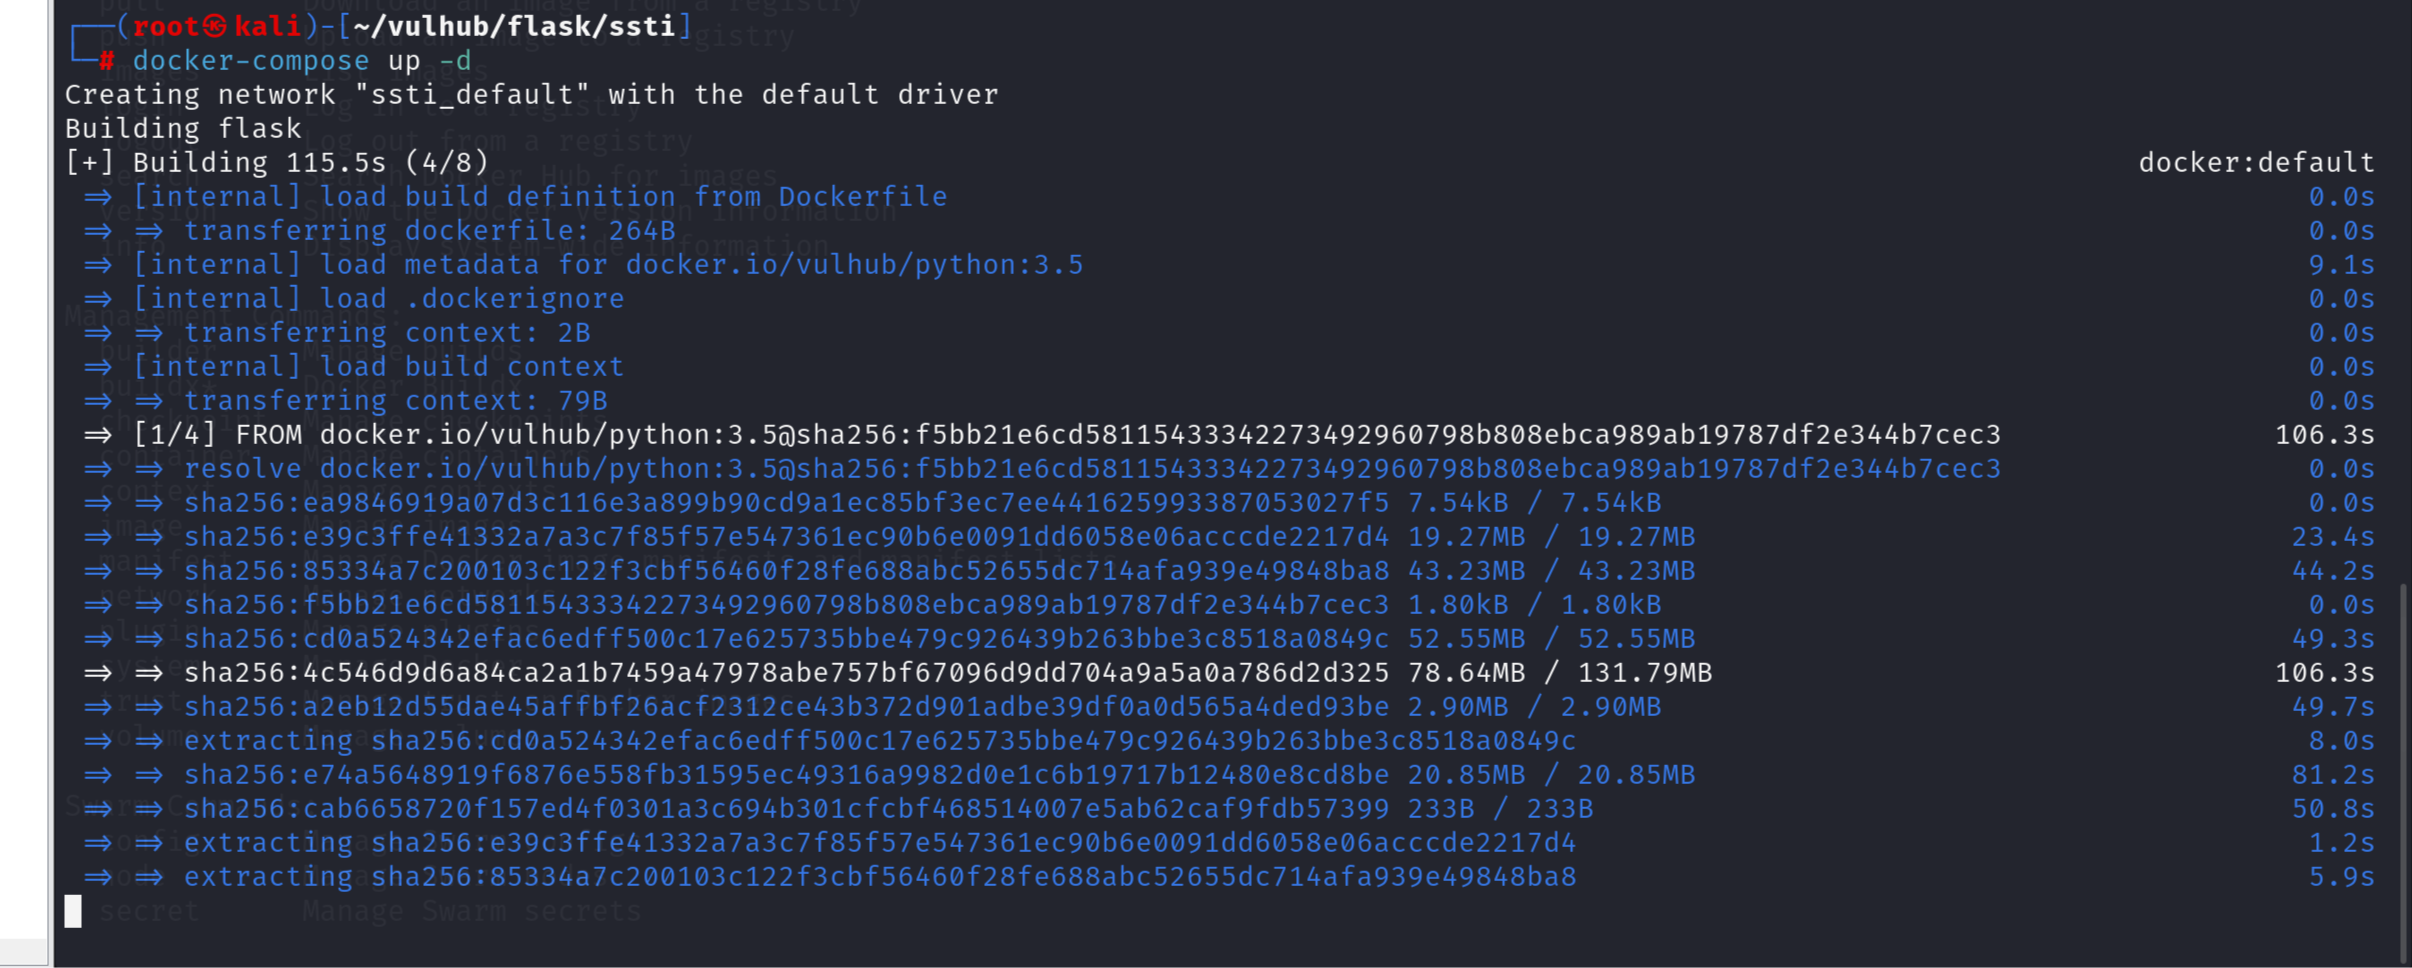 ┌──(root㉿kali)-[~/vulhub/flask/ssti]
└─# docker-compose up -d
Creating network "ssti_default" with the default driver
Building flask
[+] Building 115.5s (4/8) docker:default
⇒ [internal] load build definition from Dockerfile 0.0s
⇒ ⇒ transferring dockerfile: 264B 0.0s
⇒ [internal] load metadata for docker.io/vulhub/python:3.5 9.1s
⇒ [internal] load .dockerignore 0.0s
⇒ ⇒ transferring context: 2B 0.0s
⇒ [internal] load build context 0.0s
⇒ ⇒ transferring context: 79B 0.0s
⇒ [1/4] FROM docker.io/vulhub/python:3.5@sha256:f5bb21e6cd58115433342273492960798b808ebca989ab19787df2e344b7cec3 106.3s
⇒ ⇒ resolve docker.io/vulhub/python:3.5@sha256:f5bb21e6cd58115433342273492960798b808ebca989ab19787df2e344b7cec3 0.0s
⇒ ⇒ sha256:ea9846919a07d3c116e3a899b90cd9a1ec85bf3ec7ee441625993387053027f5 7.54kB / 7.54kB 0.0s
⇒ ⇒ sha256:e39c3ffe41332a7a3c7f85f57e547361ec90b6e0091dd6058e06acccde2217d4 19.27MB / 19.27MB 23.4s
⇒ ⇒ sha256:85334a7c200103c122f3cbf56460f28fe688abc52655dc714afa939e49848ba8 43.23MB / 43.23MB 44.2s
⇒ ⇒ sha256:f5bb21e6cd58115433342273492960798b808ebca989ab19787df2e344b7cec3 1.80kB / 1.80kB 0.0s
⇒ ⇒ sha256:cd0a524342efac6edff500c17e625735bbe479c926439b263bbe3c8518a0849c 52.55MB / 52.55MB 49.3s
⇒ ⇒ sha256:4c546d9d6a84ca2a1b7459a47978abe757bf67096d9dd704a9a5a0a786d2d325 78.64MB / 131.79MB 106.3s
⇒ ⇒ sha256:a2eb12d55dae45affbf26acf2312ce43b372d901adbe39df0a0d565a4ded93be 2.90MB / 2.90MB 49.7s
⇒ ⇒ extracting sha256:cd0a524342efac6edff500c17e625735bbe479c926439b263bbe3c8518a0849c 8.0s
⇒ ⇒ sha256:e74a5648919f6876e558fb31595ec49316a9982d0e1c6b19717b12480e8cd8be 20.85MB / 20.85MB 81.2s
⇒ ⇒ sha256:cab6658720f157ed4f0301a3c694b301cfcbf468514007e5ab62caf9fdb57399 233B / 233B 50.8s
⇒ ⇒ extracting sha256:e39c3ffe41332a7a3c7f85f57e547361ec90b6e0091dd6058e06acccde2217d4 1.2s
⇒ ⇒ extracting sha256:85334a7c200103c122f3cbf56460f28fe688abc52655dc714afa939e49848ba8 5.9s
secret Manage Swarm secrets